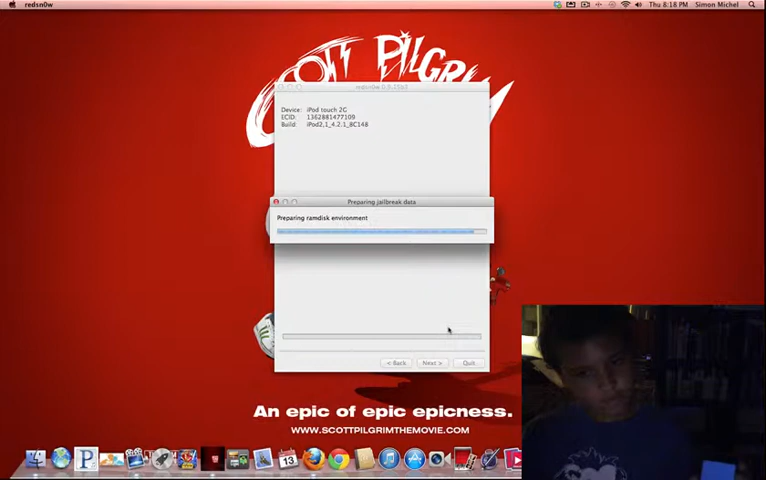 redsn0w
Thu 8:18 PM Simon Michel
SCOTT PILGRIM
Device: iPod touch 2G
ECID: 1362881477109
Build: iPod2,1_4.2.1_8C148
Preparing jailbreak data
Preparing ramdisk environment
< Back Next > Quit
An epic of epic epicness.
WWW.SCOTTPILGRIMTHEMOVIE.COM
13